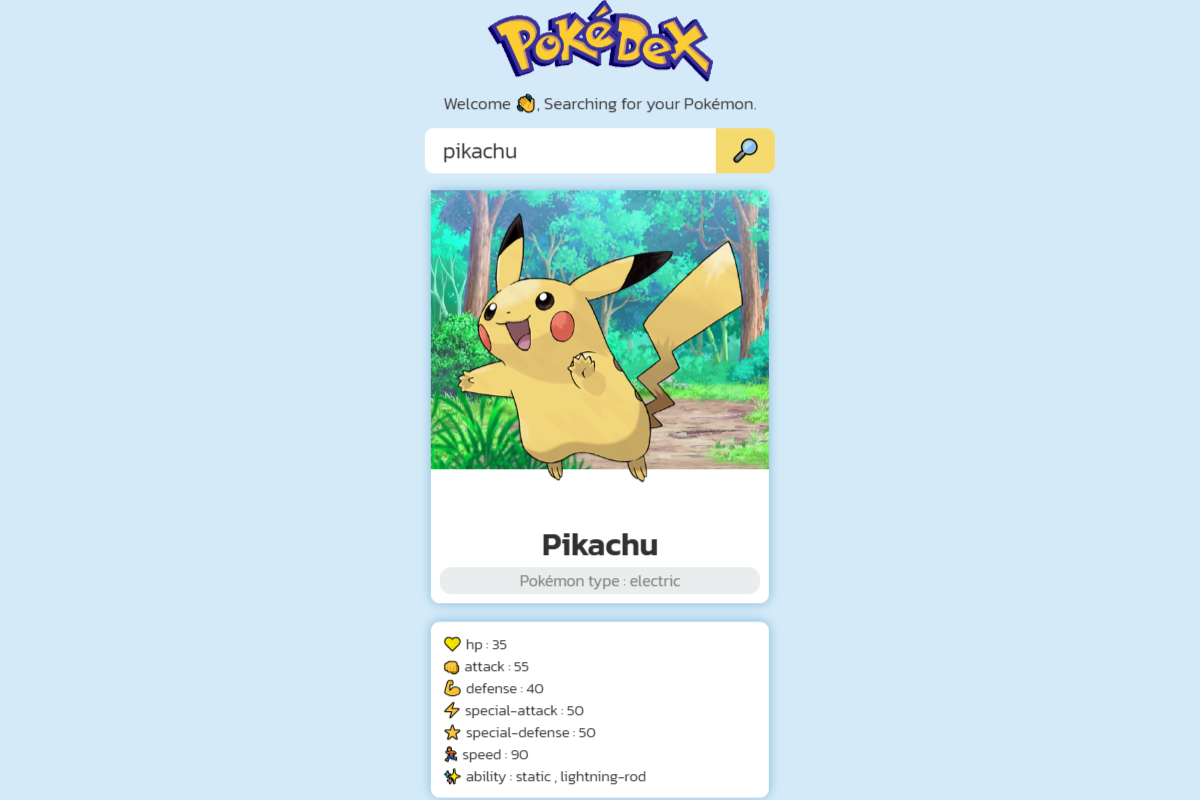 PokéDex
Welcome 👏, Searching for your Pokémon.
pikachu
Pikachu
Pokémon type : electric
hp : 35
attack : 55
defense : 40
special-attack : 50
special-defense : 50
speed : 90
ability : static , lightning-rod